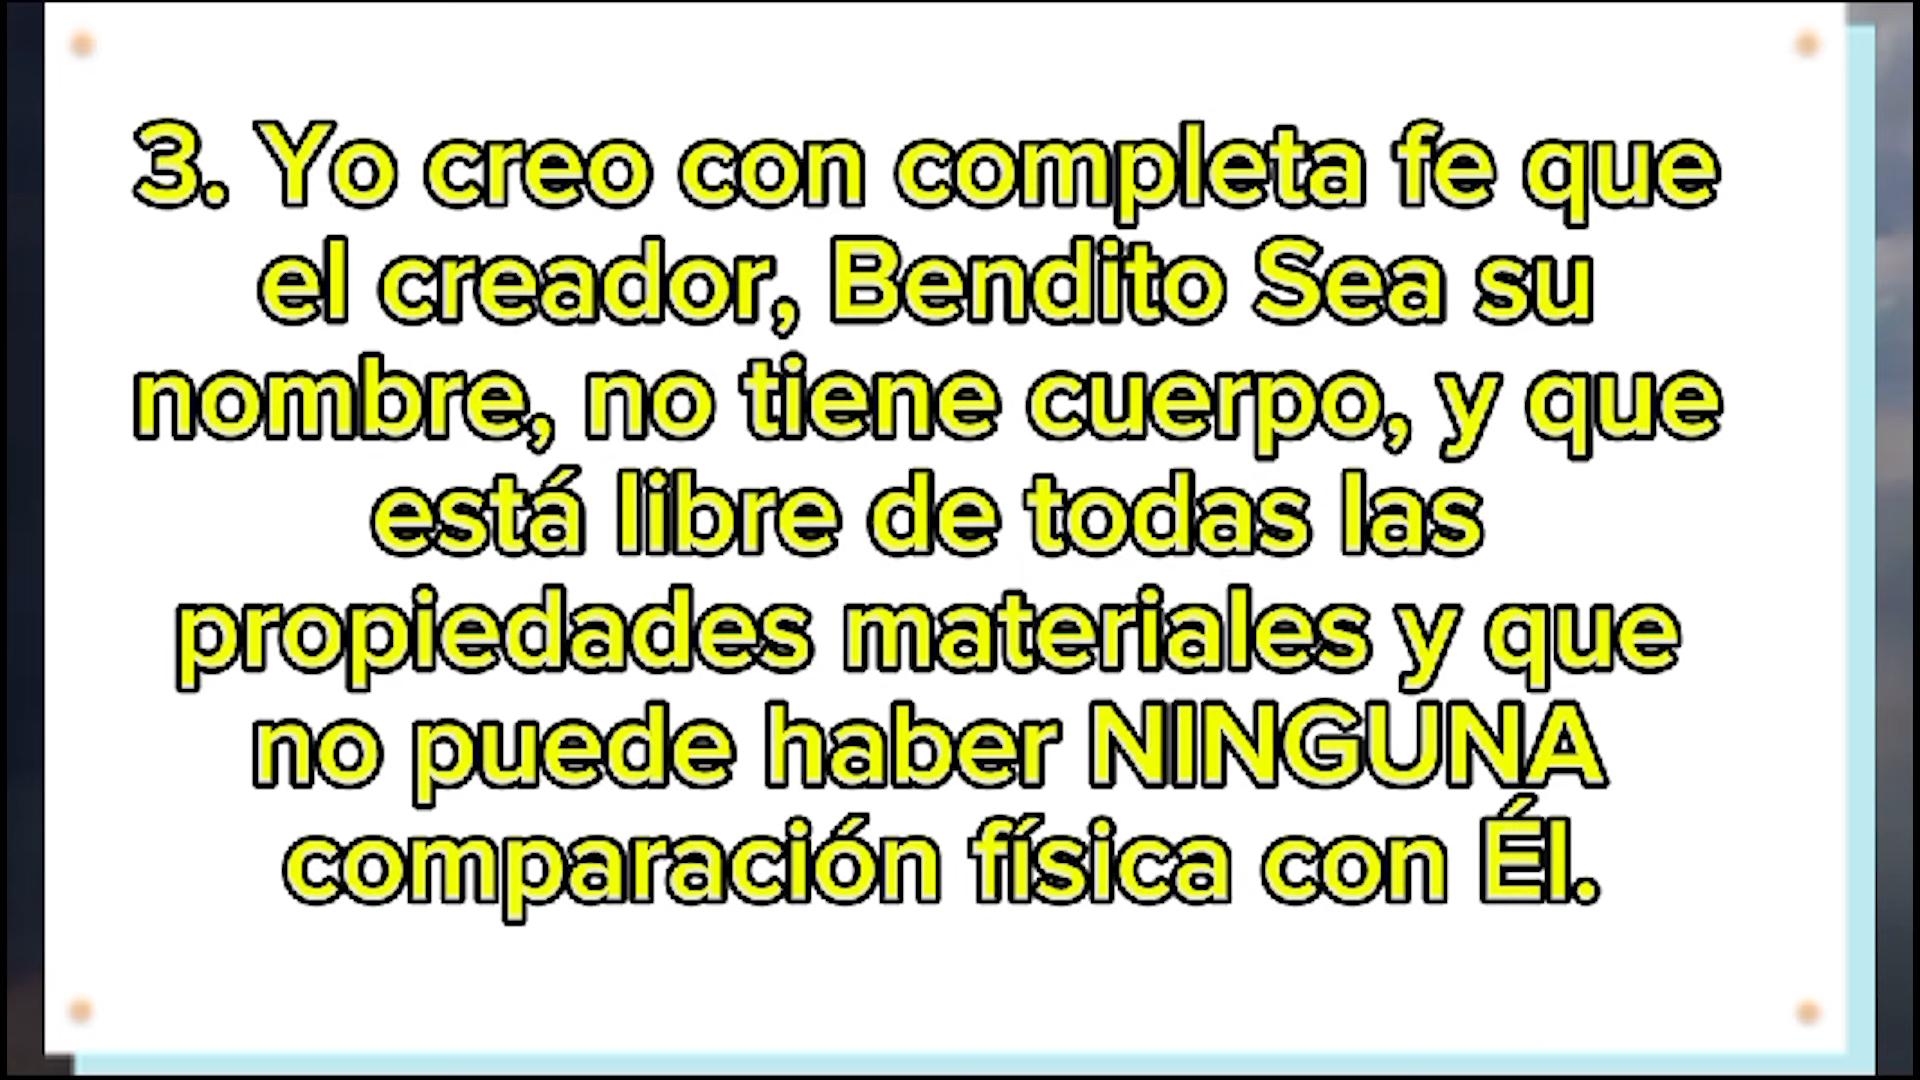 3. Yo creo con completa fe que
el creador, Bendito Sea su
nombre, no tiene cuerpo, y que
está libre de todas las
propiedades materiales y que
no puede haber NINGUNA
comparación física con Él.